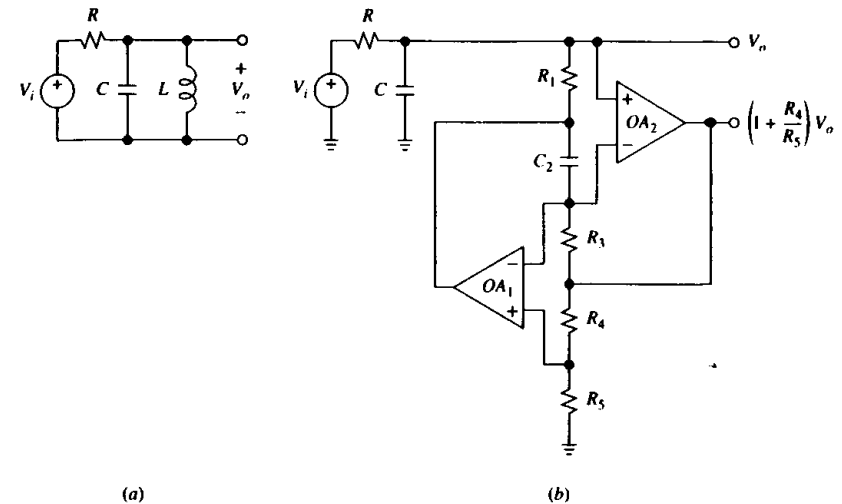 R
V_i
+
C
L
+
V_o
−
(a)
R
V_i
+
C
R_1
C_2
R_3
R_4
R_5
OA_1
−
+
OA_2
+
−
V_o
(1 + R_4/R_5) V_o
(b)